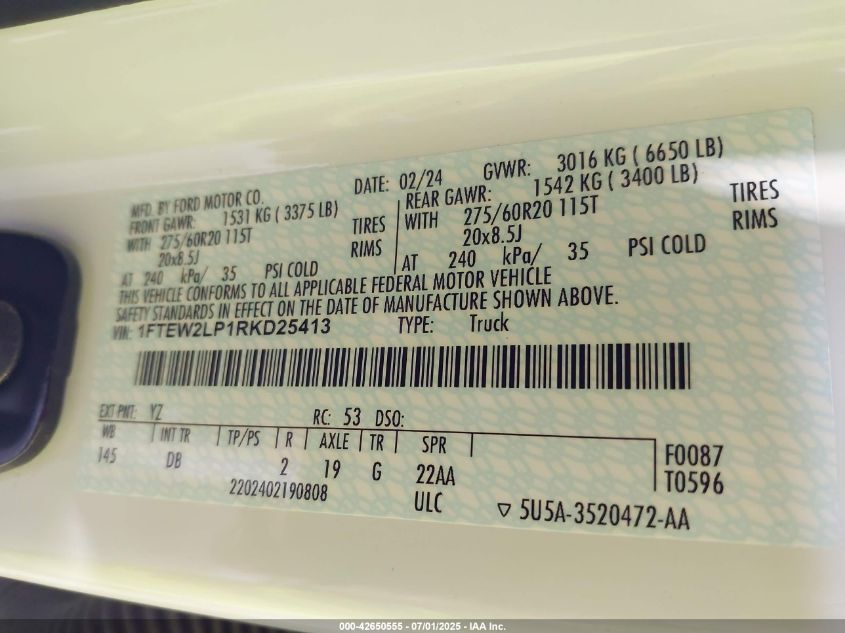 MFD. BY FORD MOTOR CO.
DATE: 02/24 GVWR: 3016 KG ( 6650 LB)
FRONT GAWR: 1531 KG ( 3375 LB)
WITH 275/60R20 115T TIRES
20x8.5J RIMS
AT 240 kPa/ 35 PSI COLD
REAR GAWR: 1542 KG ( 3400 LB)
WITH 275/60R20 115T TIRES
20x8.5J RIMS
AT 240 kPa/ 35 PSI COLD
THIS VEHICLE CONFORMS TO ALL APPLICABLE FEDERAL MOTOR VEHICLE
SAFETY STANDARDS IN EFFECT ON THE DATE OF MANUFACTURE SHOWN ABOVE.
VIN: 1FTEW2LP1RKD25413 TYPE: Truck
EXT PNT: YZ RC: 53 DSO:
WB INT TR TP/PS R AXLE TR SPR
145 DB 2 19 G 22AA
F0087
T0596
2202402190808 ULC ▽ 5U5A-3520472-AA
000-42650555 - 07/01/2025 - IAA Inc.